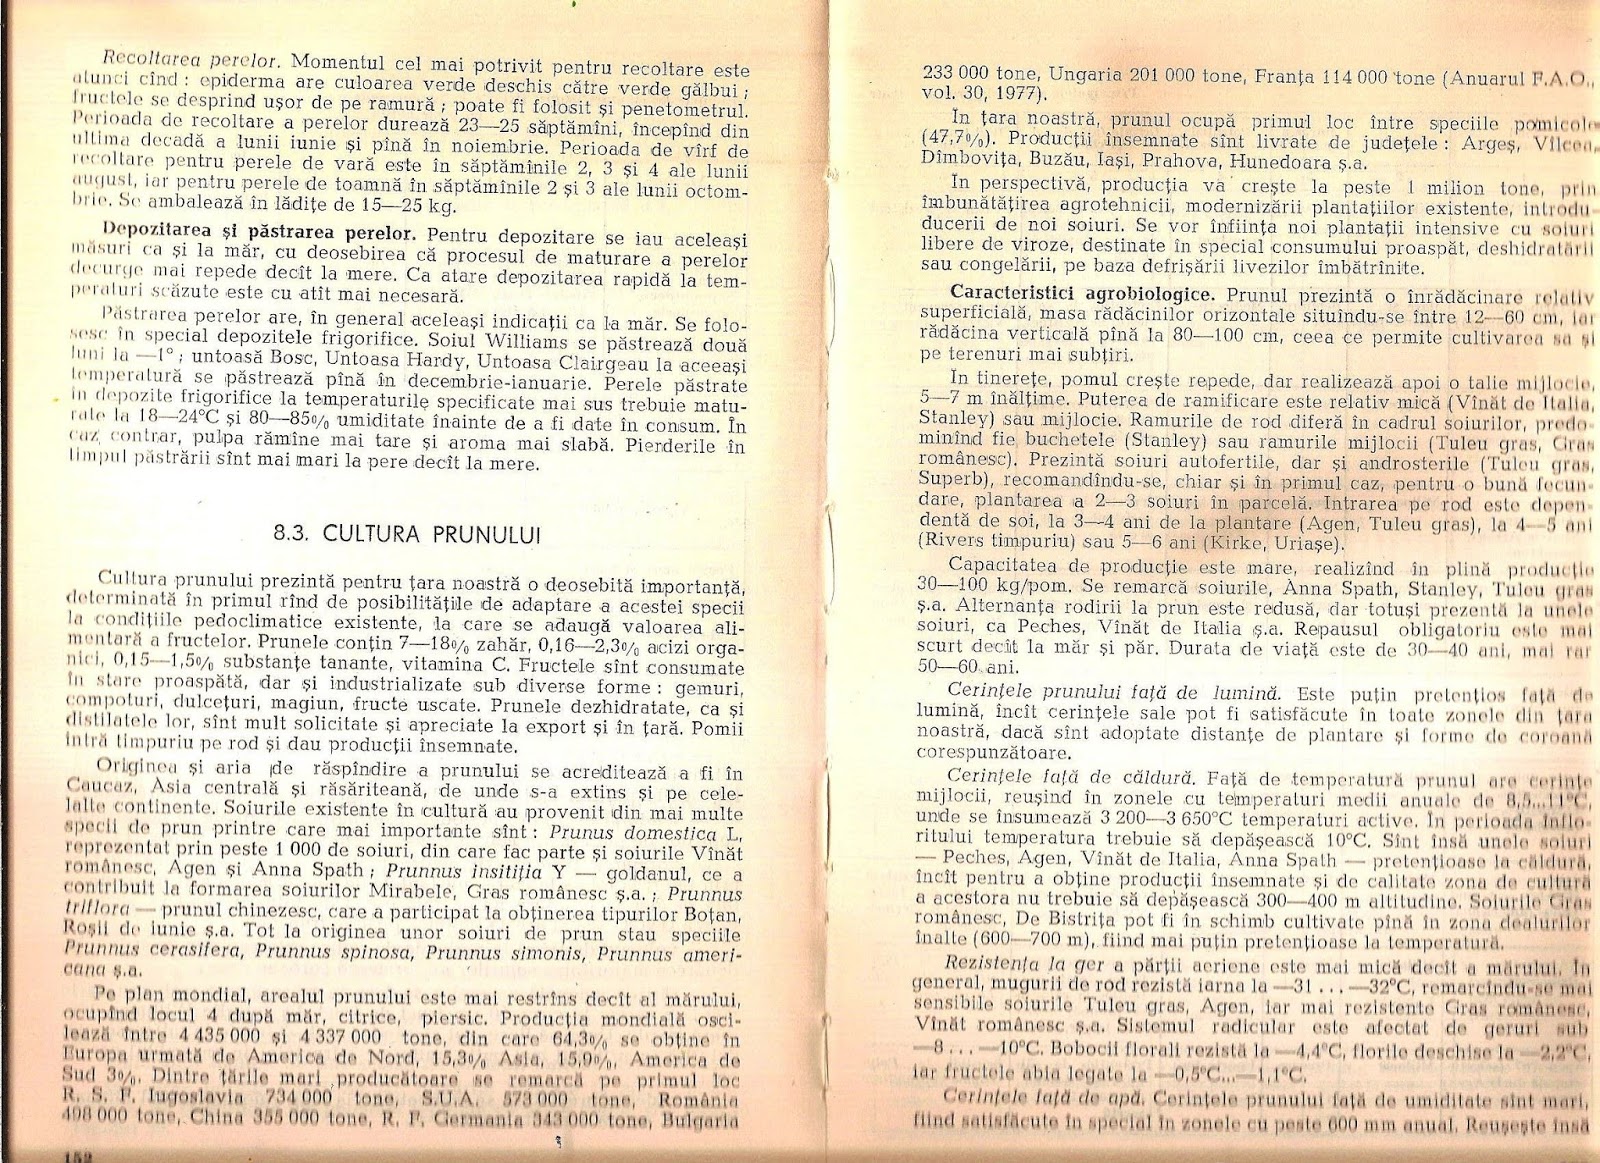 Recoltarea perelor. Momentul cel mai potrivit pentru recoltare este
atunci cînd : epiderma are culoarea verde deschis către verde gălbui ;
fructele se desprind ușor de pe ramură ; poate fi folosit și penetometrul.
Perioada de recoltare a perelor durează 23—25 săptămîni, începînd din
ultima decadă a lunii iunie și pînă în noiembrie. Perioada de vîrf de
recoltare pentru perele de vară este în săptămînile 2, 3 și 4 ale lunii
august, iar pentru perele de toamnă în săptămînile 2 și 3 ale lunii octom-
brie. Se ambalează în lădițe de 15—25 kg.
Depozitarea și păstrarea perelor. Pentru depozitare se iau aceleași
măsuri ca și la măr, cu deosebirea că procesul de maturare a perelor
decurge mai repede decît la mere. Ca atare depozitarea rapidă la tem-
peraturi scăzute este cu atît mai necesară.
Păstrarea perelor are, în general aceleași indicații ca la măr. Se folo-
sesc în special depozitele frigorifice. Soiul Williams se păstrează două
luni la —1° ; untoasă Bosc, Untoasa Hardy, Untoasa Clairgeau la aceeași
temperatură se păstrează pînă în decembrie-ianuarie. Perele păstrate
în depozite frigorifice la temperaturile specificate mai sus trebuie matu-
rate la 18—24°C și 80—85% umiditate înainte de a fi date în consum. În
caz contrar, pulpa rămîne mai tare și aroma mai slabă. Pierderile în
timpul păstrării sînt mai mari la pere decît la mere.
8.3. CULTURA PRUNULUI
Cultura prunului prezintă pentru țara noastră o deosebită importanță,
determinată în primul rînd de posibilitățile de adaptare a acestei specii
la condițiile pedoclimatice existente, la care se adaugă valoarea ali-
mentară a fructelor. Prunele conțin 7—18% zahăr, 0,16—2,3% acizi orga-
nici, 0,15—1,5% substanțe tanante, vitamina C. Fructele sînt consumate
în stare proaspătă, dar și industrializate sub diverse forme : gemuri,
compoturi, dulcețuri, magiun, fructe uscate. Prunele dezhidratate, ca și
distilatele lor, sînt mult solicitate și apreciate la export și în țară. Pomii
intră timpuriu pe rod și dau producții însemnate.
Originea și aria de răspîndire a prunului se acreditează a fi în
Caucaz, Asia centrală și răsăriteană, de unde s-a extins și pe cele-
lalte continente. Soiurile existente în cultură au provenit din mai multe
specii de prun printre care mai importante sînt : Prunus domestica L,
reprezentat prin peste 1 000 de soiuri, din care fac parte și soiurile Vînăt
românesc, Agen și Anna Spath ; Prunnus insitiția Y — goldanul, ce a
contribuit la formarea soiurilor Mirabele, Gras românesc ș.a. ; Prunnus
triflora — prunul chinezesc, care a participat la obținerea tipurilor Boțan,
Roșii de iunie ș.a. Tot la originea unor soiuri de prun stau speciile
Prunnus cerasifera, Prunnus spinosa, Prunnus simonis, Prunnus ameri-
cana ș.a.
Pe plan mondial, arealul prunului este mai restrîns decît al mărului,
ocupînd locul 4 după măr, citrice, piersic. Producția mondială osci-
lează între 4 435 000 și 4 337 000 tone, din care 64,3% se obține în
Europa urmată de America de Nord, 15,3% Asia, 15,9%, America de
Sud 3%. Dintre țările mari producătoare se remarcă pe primul loc
R. S. F. Iugoslavia 734 000 tone, S.U.A. 573 000 tone, România
498 000 tone, China 355 000 tone, R. F. Germania 343 000 tone, Bulgaria
152
233 000 tone, Ungaria 201 000 tone, Franța 114 000 tone (Anuarul F.A.O.,
vol. 30, 1977).
În țara noastră, prunul ocupă primul loc între speciile pomicole
(47,7%). Producții însemnate sînt livrate de județele : Argeș, Vîlcea,
Dîmbovița, Buzău, Iași, Prahova, Hunedoara ș.a.
In perspectivă, producția va crește la peste 1 milion tone, prin
îmbunătățirea agrotehnicii, modernizării plantațiilor existente, introdu-
ducerii de noi soiuri. Se vor înființa noi plantații intensive cu soiuri
libere de viroze, destinate în special consumului proaspăt, deshidratării
sau congelării, pe baza defrișării livezilor îmbătrînite.
Caracteristici agrobiologice. Prunul prezintă o înrădăcinare relativ
superficială, masa rădăcinilor orizontale situîndu-se între 12—60 cm, iar
rădăcina verticală pînă la 80—100 cm, ceea ce permite cultivarea sa și
pe terenuri mai subțiri.
În tinerețe, pomul crește repede, dar realizează apoi o talie mijlocie,
5—7 m înălțime. Puterea de ramificare este relativ mică (Vînăt de Italia,
Stanley) sau mijlocie. Ramurile de rod diferă în cadrul soiurilor, predo-
minînd fie buchetele (Stanley) sau ramurile mijlocii (Tuleu gras, Gras
românesc). Prezintă soiuri autofertile, dar și androsterile (Tuleu gras,
Superb), recomandîndu-se, chiar și în primul caz, pentru o bună fecun-
dare, plantarea a 2—3 soiuri în parcelă. Intrarea pe rod este depen-
dentă de soi, la 3—4 ani de la plantare (Agen, Tuleu gras), la 4—5 ani
(Rivers timpuriu) sau 5—6 ani (Kirke, Uriașe).
Capacitatea de producție este mare, realizînd în plină producție
30—100 kg/pom. Se remarcă soiurile, Anna Spath, Stanley, Tuleu gras
ș.a. Alternanța rodirii la prun este redusă, dar totuși prezentă la unele
soiuri, ca Peches, Vînăt de Italia ș.a. Repausul obligatoriu este mai
scurt decît la măr și păr. Durata de viață este de 30—40 ani, mai rar
50—60 ani.
Cerințele prunului față de lumină. Este puțin pretențios față de
lumină, încît cerințele sale pot fi satisfăcute în toate zonele din țara
noastră, dacă sînt adoptate distanțe de plantare și forme de coroană
corespunzătoare.
Cerințele față de căldură. Față de temperatură prunul are cerințe
mijlocii, reușind în zonele cu temperaturi medii anuale de 8,5...11°C,
unde se însumează 3 200—3 650°C temperaturi active. În perioada înflo-
ritului temperatura trebuie să depășească 10°C. Sînt însă unele soiuri
— Peches, Agen, Vînăt de Italia, Anna Spath — pretențioase la căldură,
încît pentru a obține producții însemnate și de calitate zona de cultură
a acestora nu trebuie să depășească 300—400 m altitudine. Soiurile Gras
românesc, De Bistrița pot fi în schimb cultivate pînă în zona dealurilor
înalte (600—700 m), fiind mai puțin pretențioase la temperatură.
Rezistența la ger a părții aeriene este mai mică decît a mărului. În
general, mugurii de rod rezistă iarna la —31 . . . —32°C, remarcîndu-se mai
sensibile soiurile Tuleu gras, Agen, iar mai rezistente Gras românesc,
Vînăt românesc ș.a. Sistemul radicular este afectat de geruri sub
—8 . . . —10°C. Bobocii florali rezistă la —4,4°C, florile deschise la —2,2°C,
iar fructele abia legate la —0,5°C...—1,1°C.
Cerințele față de apă. Cerințele prunului față de umiditate sînt mari,
fiind satisfăcute în special în zonele cu peste 600 mm anual. Reușește însă